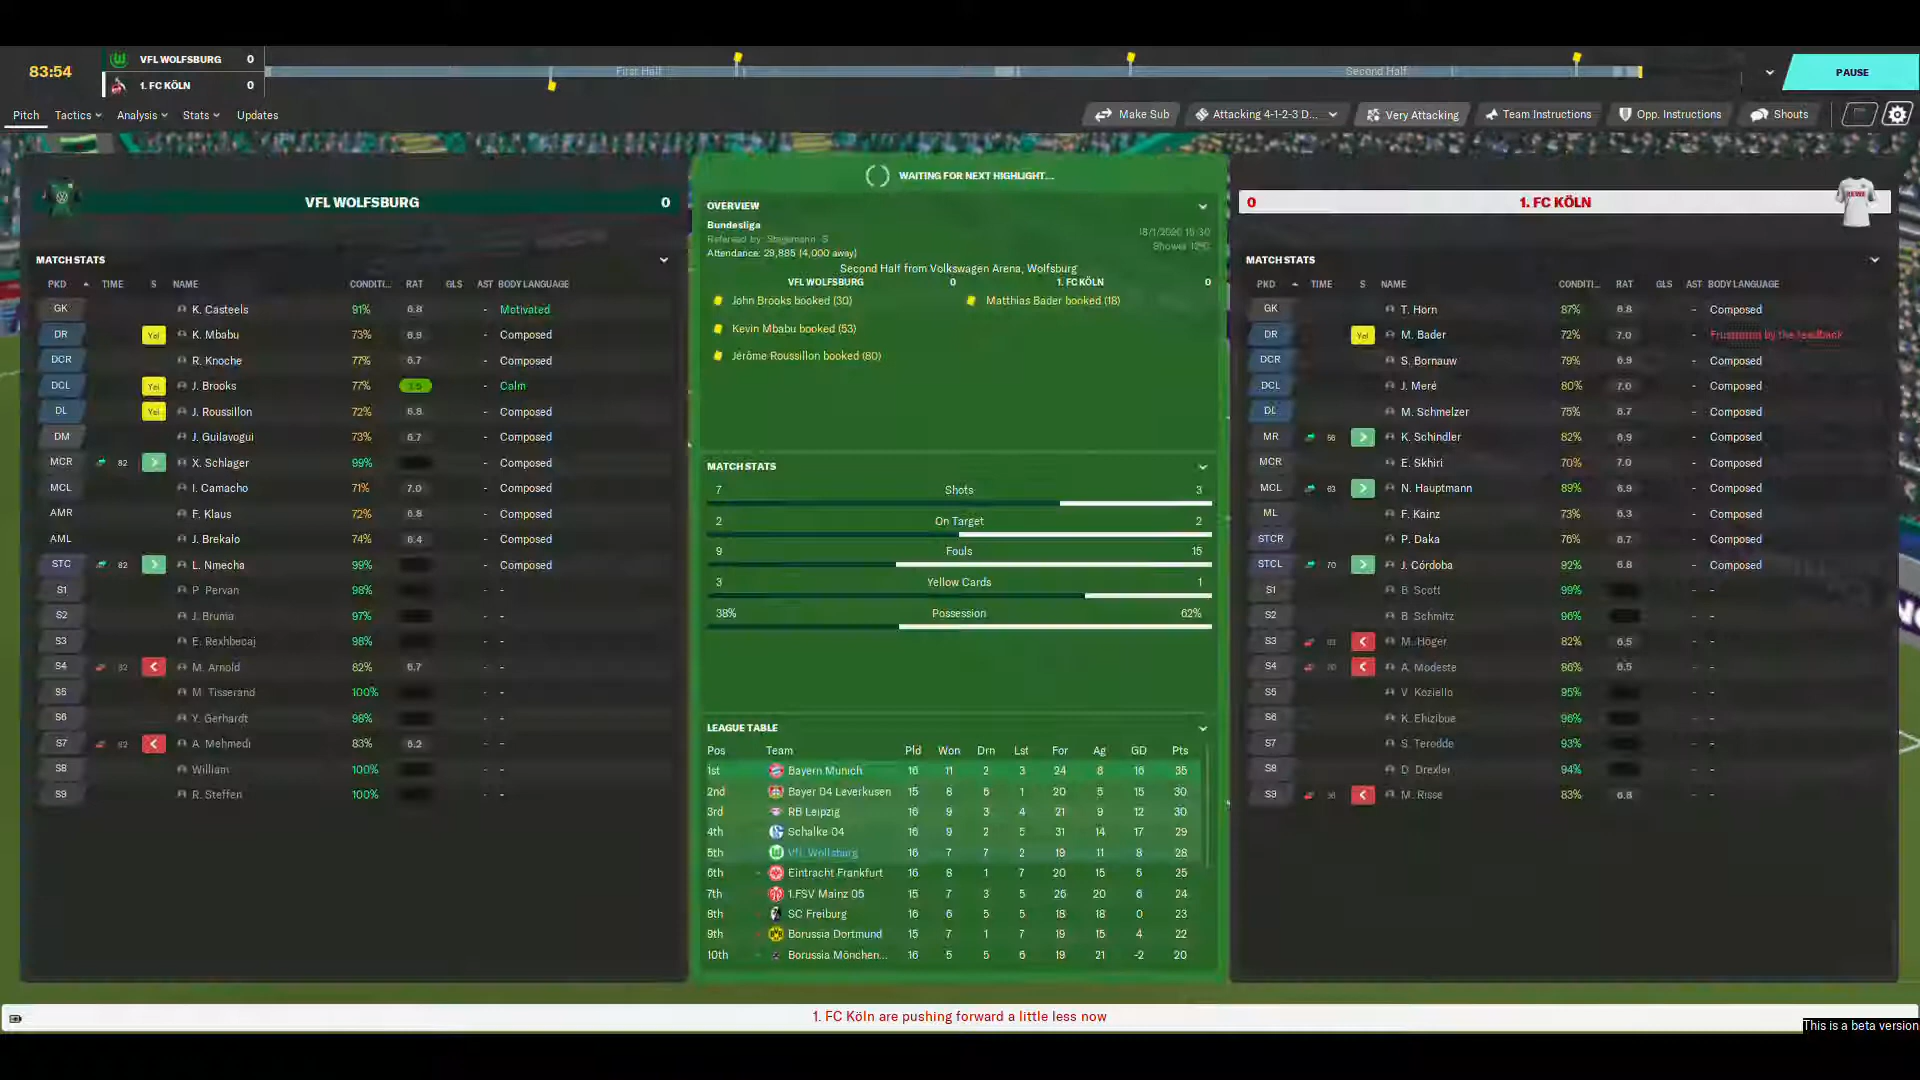 83:54
VFL WOLFSBURG 0
1. FC KÖLN 0
First Half
Second Half
PAUSE
Pitch Tactics Analysis Stats Updates
Make Sub
Attacking 4-1-2-3 D...
Very Attacking
Team Instructions
Opp. Instructions
Shouts
VFL WOLFSBURG 0
MATCH STATS
PKD TIME S NAME CONDITI... RAT GLS AST BODY LANGUAGE
GK K. Casteels 91% 6.8 - Motivated
DR Yel K. Mbabu 73% 6.9 - Composed
DCR R. Knoche 77% 6.7 - Composed
DCL Yel J. Brooks 77% - Calm
DL Yel J. Roussillon 72% 6.8 - Composed
DM J. Guilavogui 73% 6.7 - Composed
MCR 82 X. Schlager 99% - Composed
MCL I. Camacho 71% 7.0 - Composed
AMR F. Klaus 72% 6.8 - Composed
AML J. Brekalo 74% 6.4 - Composed
STC 82 L. Nmecha 99% - Composed
S1 P. Pervan 98% - -
S2 J. Bruma 97% - -
S3 E. Rexhbecaj 98% - -
S4 82 M. Arnold 82% 6.7 - -
S5 M. Tisserand 100% - -
S6 Y. Gerhardt 98% - -
S7 82 A. Mehmedi 83% 6.2 - -
S8 William 100% - -
S9 R. Steffen 100% - -
WAITING FOR NEXT HIGHLIGHT...
OVERVIEW
Bundesliga
Refereed by: Stegemann S
Attendance: 29,885 (4,000 away)
18/1/2020 15:30
Shower 12°C
Second Half from Volkswagen Arena, Wolfsburg
VFL WOLFSBURG 0 1. FC KÖLN 0
John Brooks booked (30) Matthias Bader booked (18)
Kevin Mbabu booked (53)
Jérôme Roussillon booked (80)
MATCH STATS
7 Shots 3
2 On Target 2
9 Fouls 15
3 Yellow Cards 1
38% Possession 62%
LEAGUE TABLE
Pos Team Pld Won Drn Lst For Ag GD Pts
1st Bayern Munich 16 11 2 3 24 8 16 35
2nd Bayer 04 Leverkusen 15 8 6 1 20 5 15 30
3rd RB Leipzig 16 9 3 4 21 9 12 30
4th Schalke 04 16 9 2 5 31 14 17 29
5th VfL Wolfsburg 16 7 7 2 19 11 8 28
6th Eintracht Frankfurt 16 8 1 7 20 15 5 25
7th 1.FSV Mainz 05 15 7 3 5 26 20 6 24
8th SC Freiburg 16 6 5 5 18 18 0 23
9th Borussia Dortmund 15 7 1 7 19 15 4 22
10th Borussia Mönchen... 16 5 5 6 19 21 -2 20
0 1. FC KÖLN
MATCH STATS
PKD TIME S NAME CONDITI... RAT GLS AST BODY LANGUAGE
GK T. Horn 87% 6.8 - Composed
DR Yel M. Bader 72% 7.0 -
DCR S. Bornauw 79% 6.9 - Composed
DCL J. Meré 80% 7.0 - Composed
DL M. Schmelzer 75% 6.7 - Composed
MR 56 K. Schindler 82% 6.9 - Composed
MCR E. Skhiri 70% 7.0 - Composed
MCL 63 N. Hauptmann 89% 6.9 - Composed
ML F. Kainz 73% 6.3 - Composed
STCR P. Daka 76% 6.7 - Composed
STCL 70 J. Córdoba 92% 6.8 - Composed
S1 B. Scott 99% - -
S2 B. Schmitz 96% - -
S3 M. Höger 82% 6.5 - -
S4 70 A. Modeste 86% 6.5 - -
S5 V. Koziello 95% - -
S6 K. Ehizibue 96% - -
S7 S. Terodde 93% - -
S8 D. Drexler 94% - -
S9 M. Risse 83% 6.8 - -
1. FC Köln are pushing forward a little less now
This is a beta version